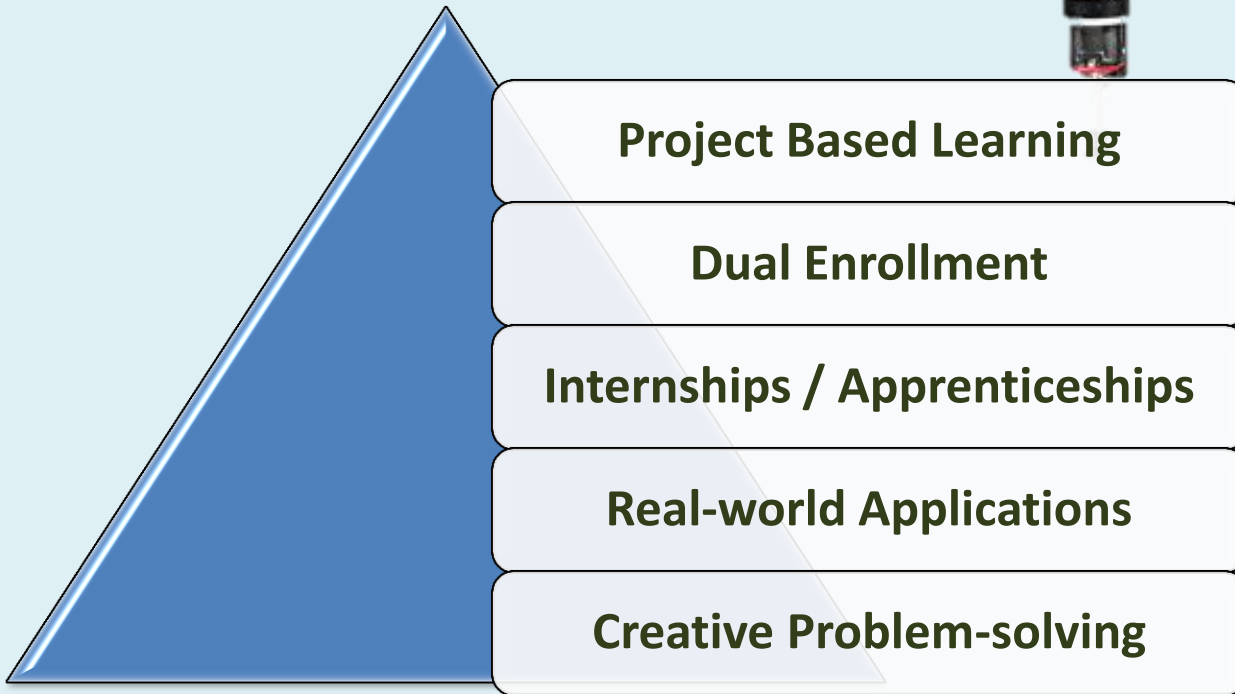 Project Based Learning
Dual Enrollment
Internships / Apprenticeships
Real-world Applications
Creative Problem-solving